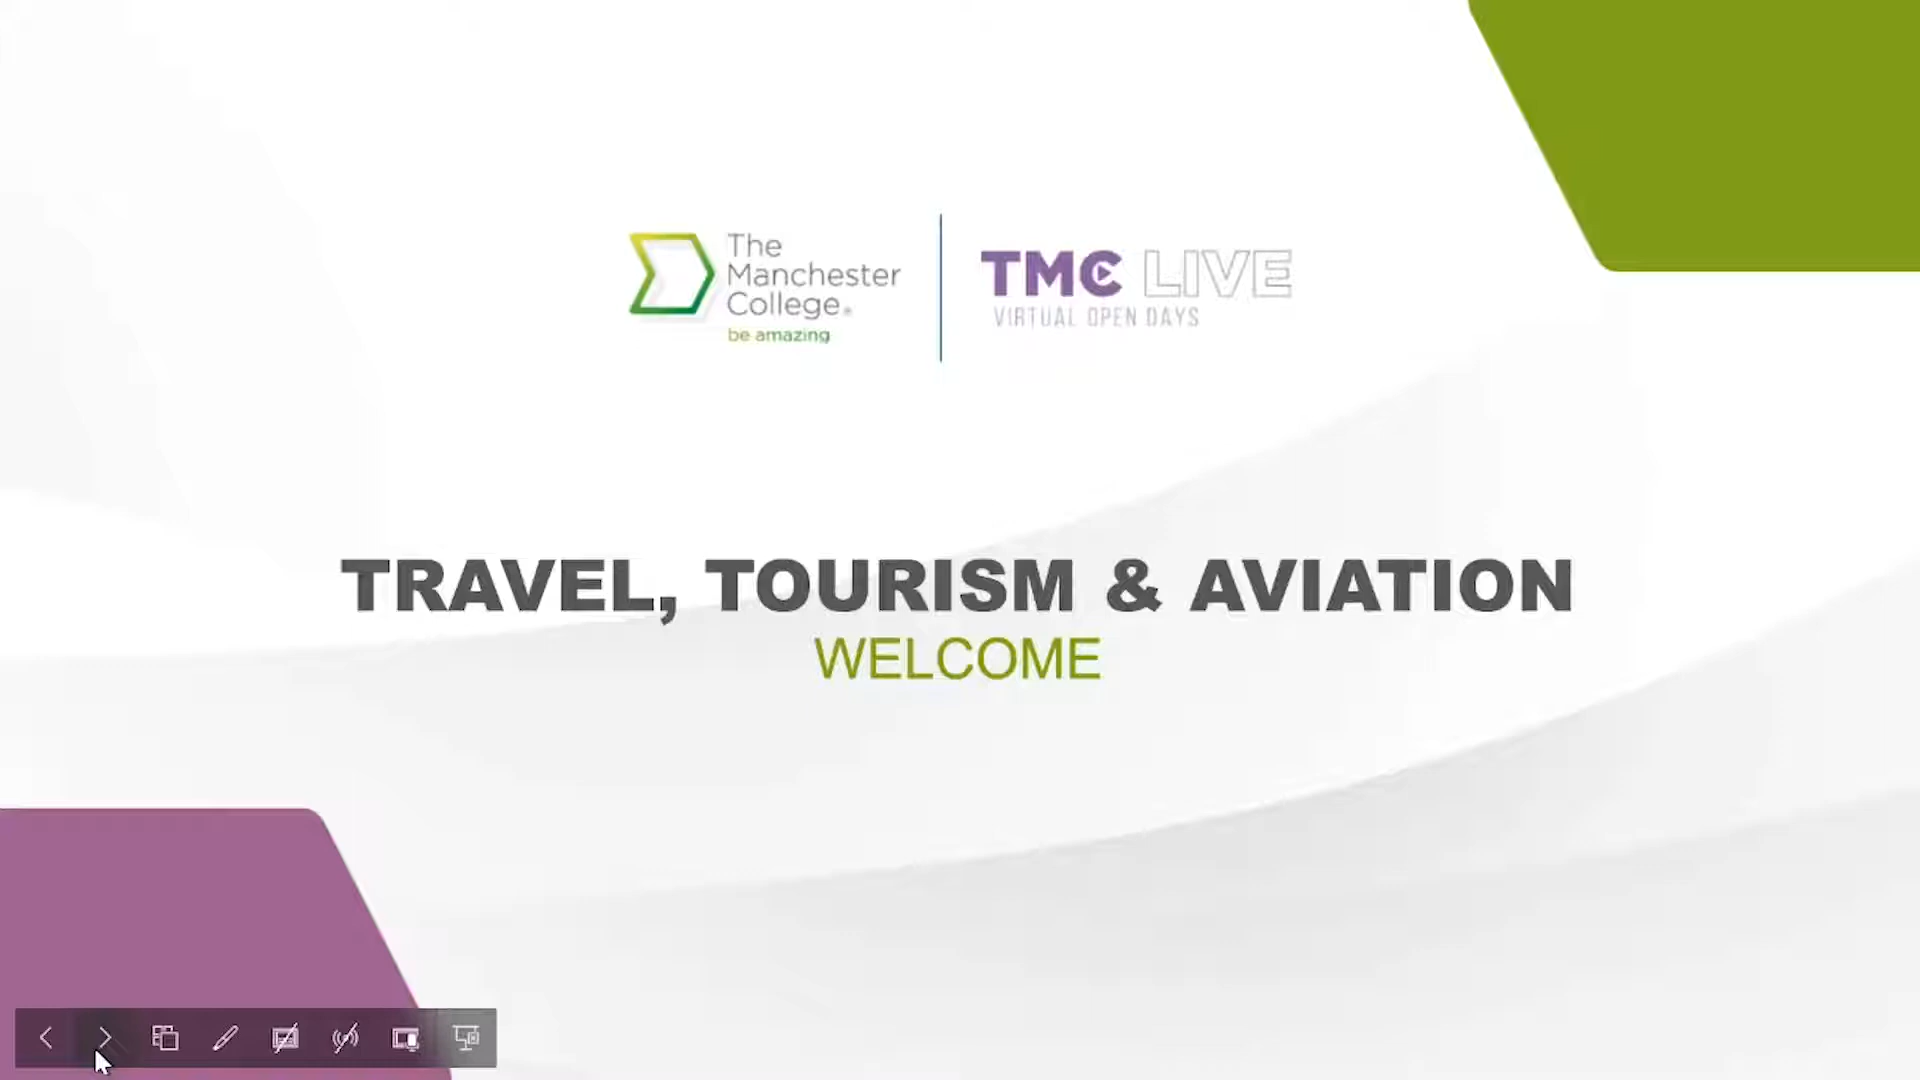 The
Manchester
College®
be amazing
TMC LIVE
VIRTUAL OPEN DAYS
TRAVEL, TOURISM & AVIATION
WELCOME